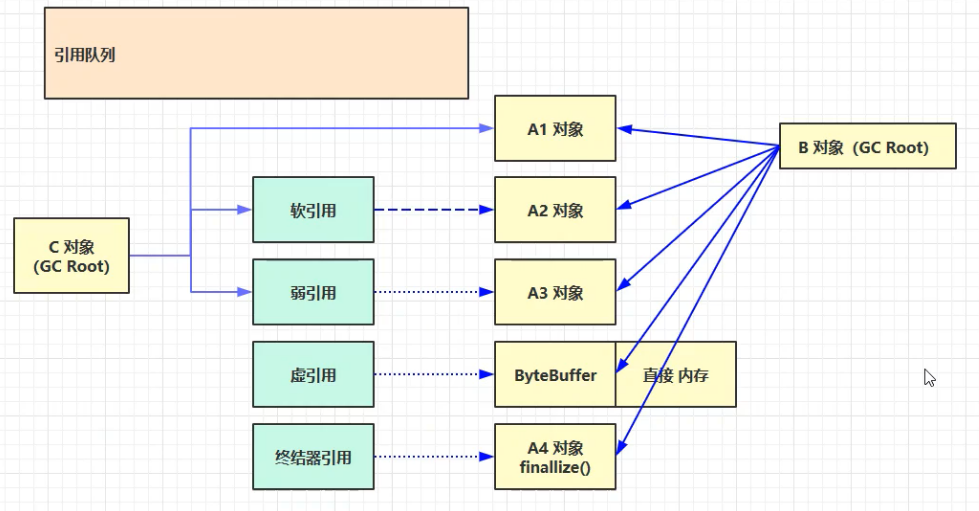 引用队列
A1 对象
B 对象（GC Root）
软引用
A2 对象
C 对象
(GC Root)
弱引用
A3 对象
虚引用
ByteBuffer
直接 内存
终结器引用
A4 对象
finallize()